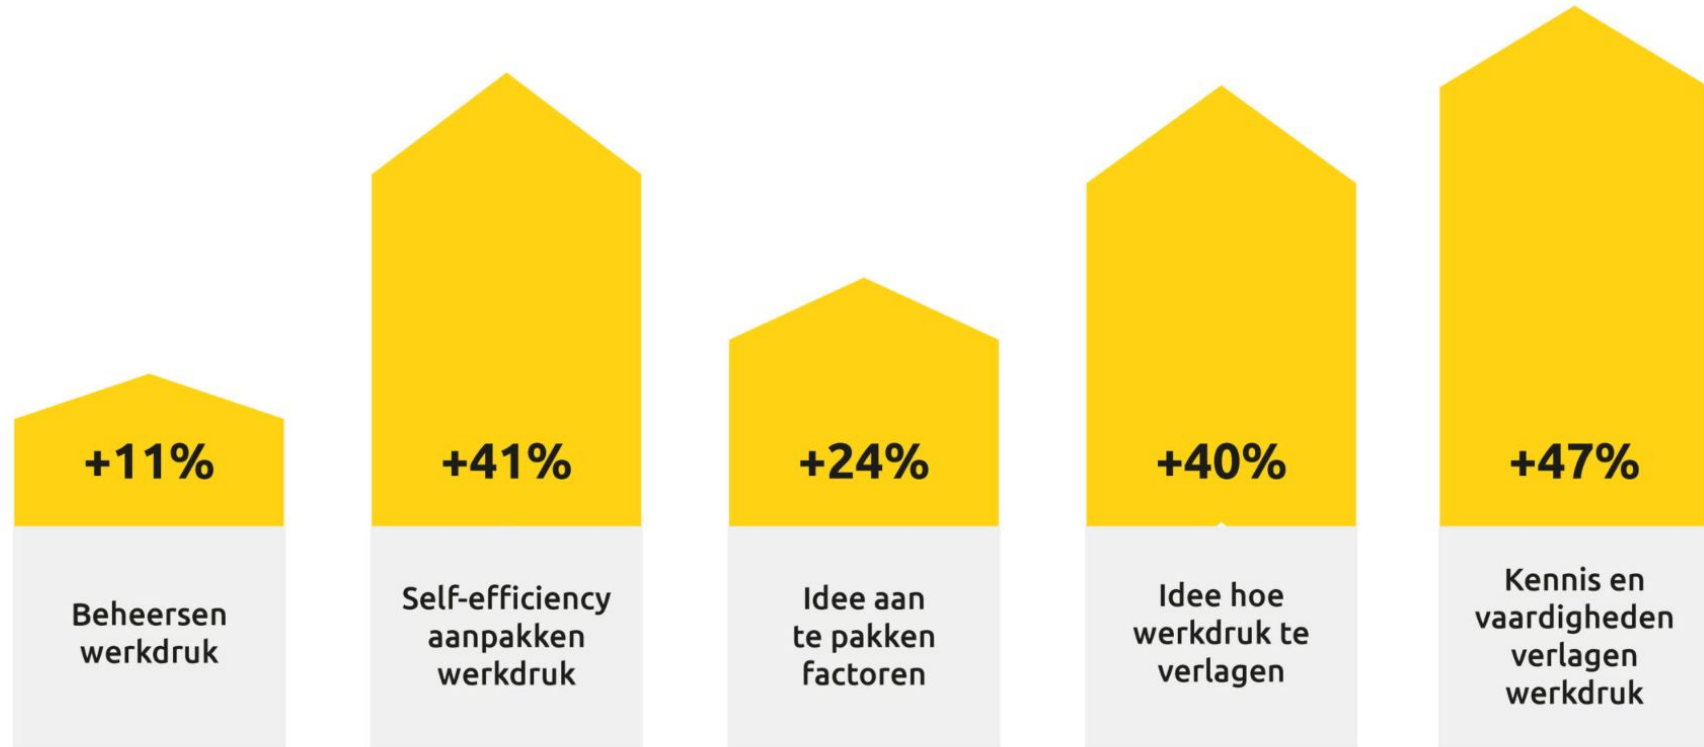 +11%
Beheersen
werkdruk
+41%
Self-efficiency
aanpakken
werkdruk
+24%
Idee aan
te pakken
factoren
+40%
Idee hoe
werkdruk te
verlagen
+47%
Kennis en
vaardigheden
verlagen
werkdruk